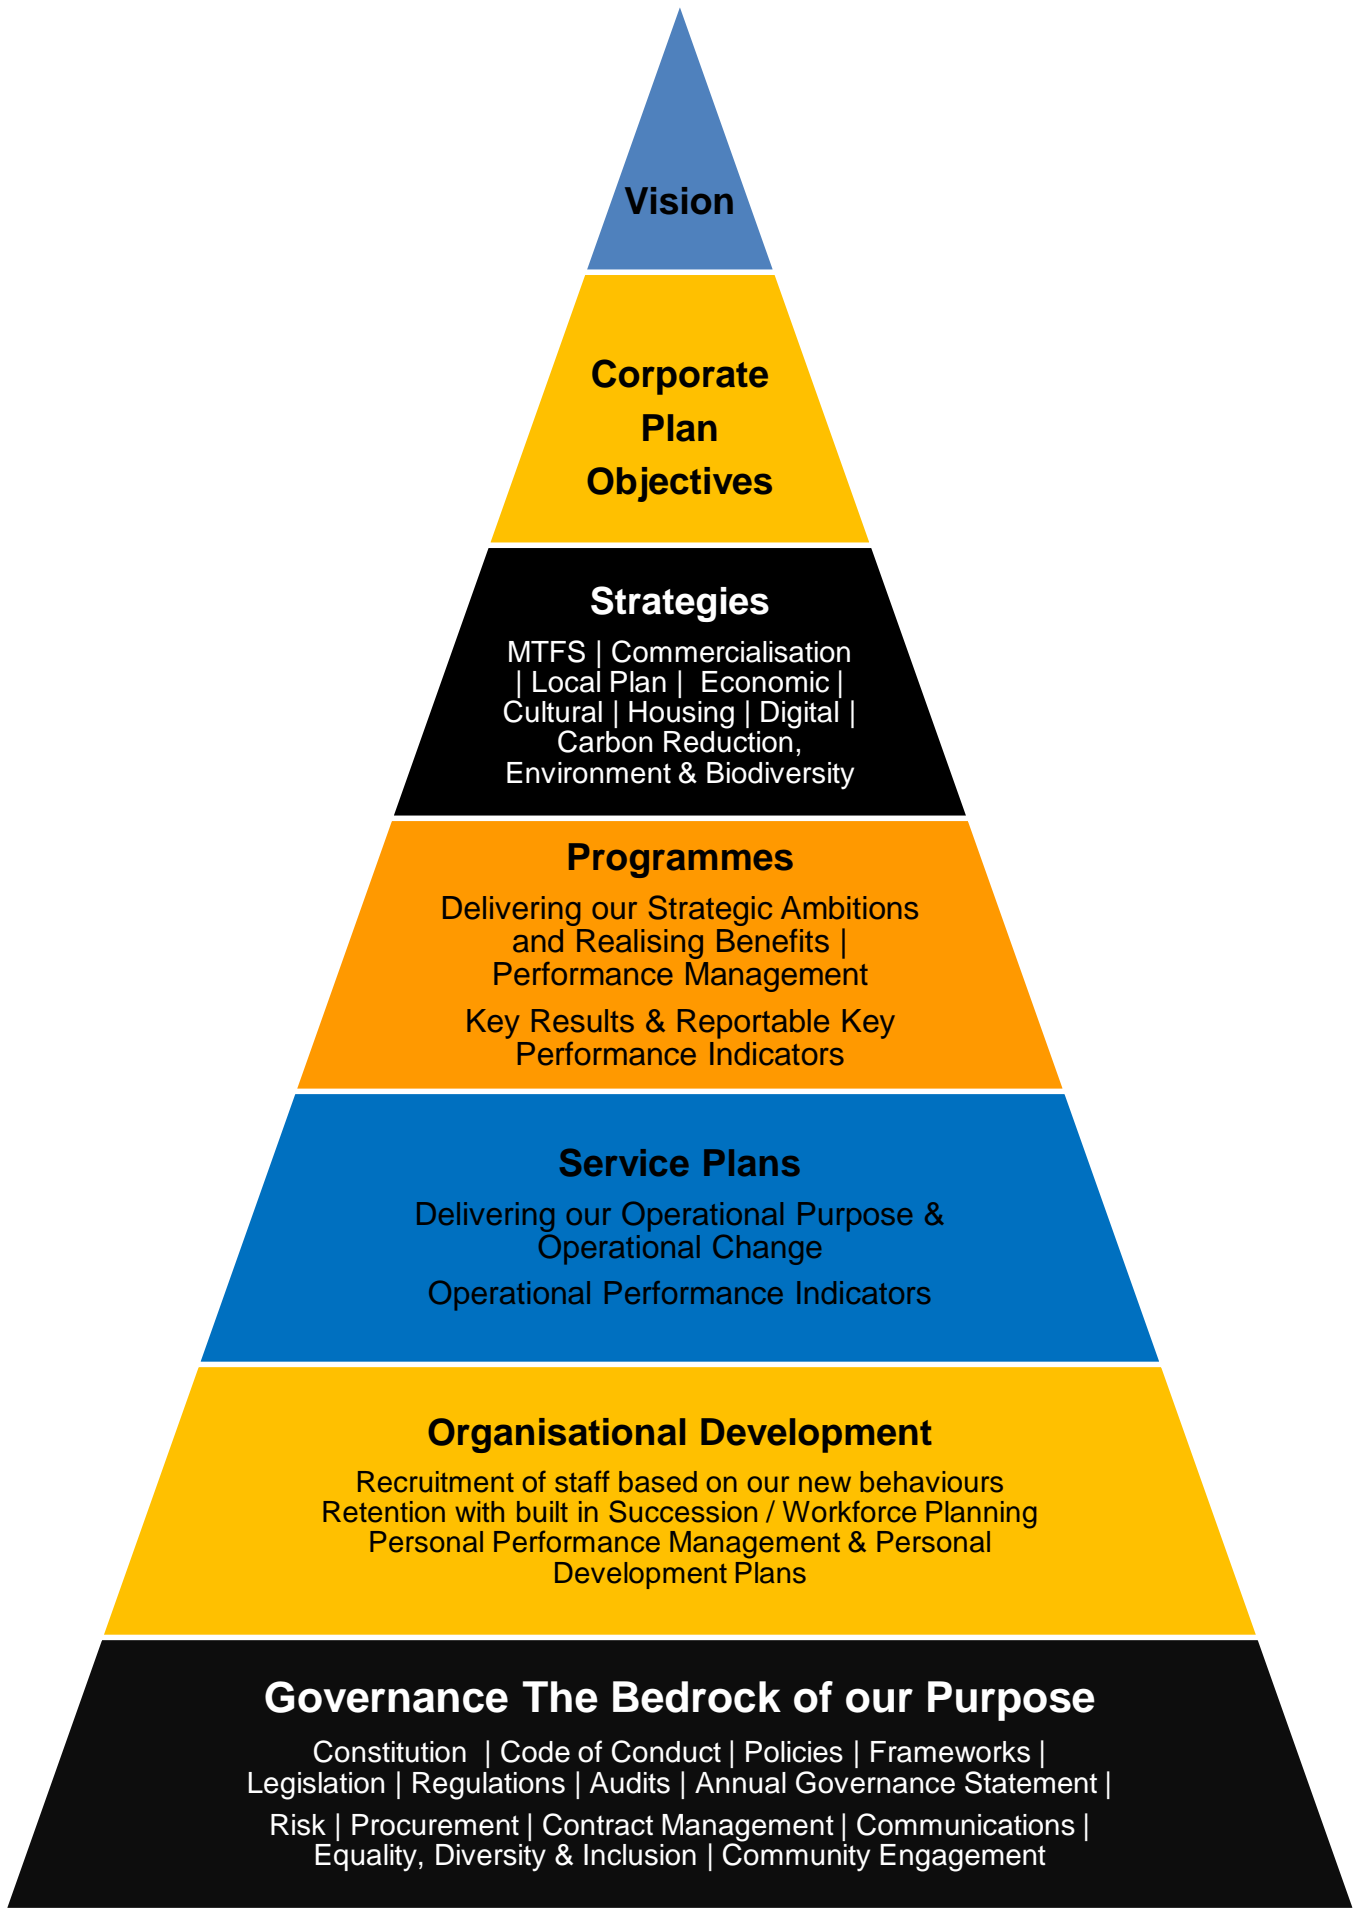 Vision
Corporate
Plan
Objectives
Strategies
MTFS | Commercialisation
| Local Plan | Economic |
Cultural | Housing | Digital |
Carbon Reduction,
Environment & Biodiversity
Programmes
Delivering our Strategic Ambitions
and Realising Benefits |
Performance Management
Key Results & Reportable Key
Performance Indicators
Service Plans
Delivering our Operational Purpose &
Operational Change
Operational Performance Indicators
Organisational Development
Recruitment of staff based on our new behaviours
Retention with built in Succession / Workforce Planning
Personal Performance Management & Personal
Development Plans
Governance The Bedrock of our Purpose
Constitution | Code of Conduct | Policies | Frameworks |
Legislation | Regulations | Audits | Annual Governance Statement |
Risk | Procurement | Contract Management | Communications |
Equality, Diversity & Inclusion | Community Engagement